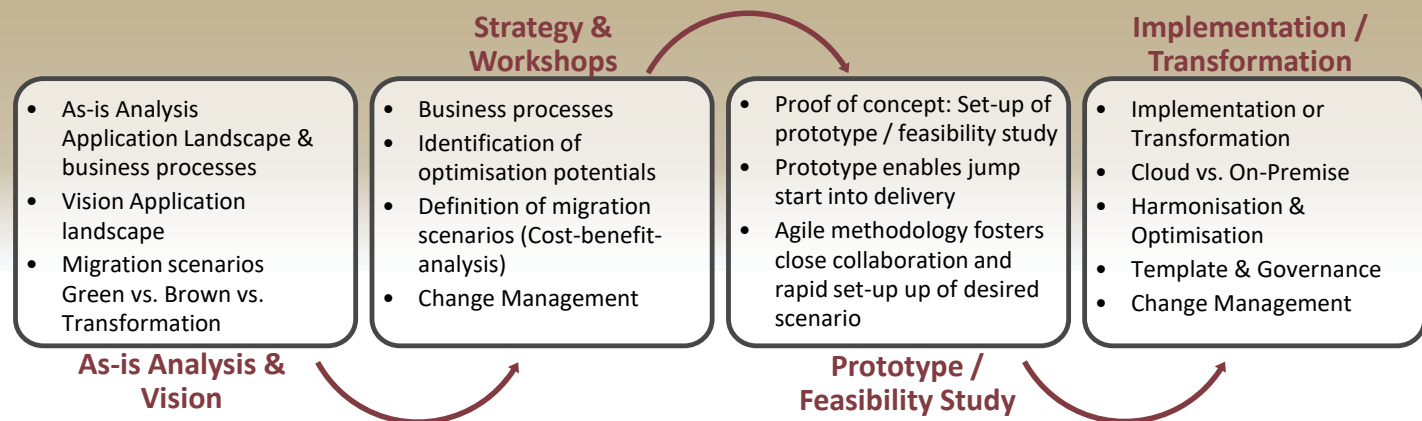 Strategy &
Workshops
Implementation /
Transformation
• As-is Analysis
Application Landscape &
business processes
• Vision Application
landscape
• Migration scenarios
Green vs. Brown vs.
Transformation
• Business processes
• Identification of
optimisation potentials
• Definition of migration
scenarios (Cost-benefit-
analysis)
• Change Management
• Proof of concept: Set-up of
prototype / feasibility study
• Prototype enables jump
start into delivery
• Agile methodology fosters
close collaboration and
rapid set-up up of desired
scenario
• Implementation or
Transformation
• Cloud vs. On-Premise
• Harmonisation &
Optimisation
• Template & Governance
• Change Management
As-is Analysis &
Vision
Prototype /
Feasibility Study